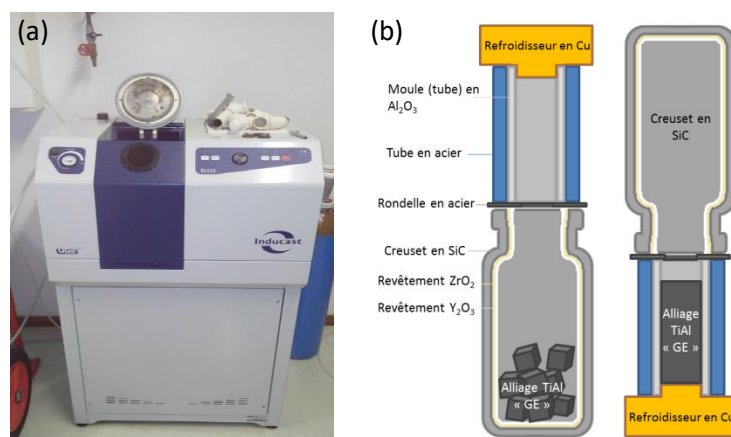 (a)
Inducast
(b)
Refroidisseur en Cu
Moule (tube) en
Al₂O₃
Tube en acier
Rondelle en acier
Creuset en SiC
Revêtement ZrO₂
Revêtement Y₂O₃
Alliage TiAl
« GE »
Creuset en
SiC
Alliage
TiAl
« GE »
Refroidisseur en Cu